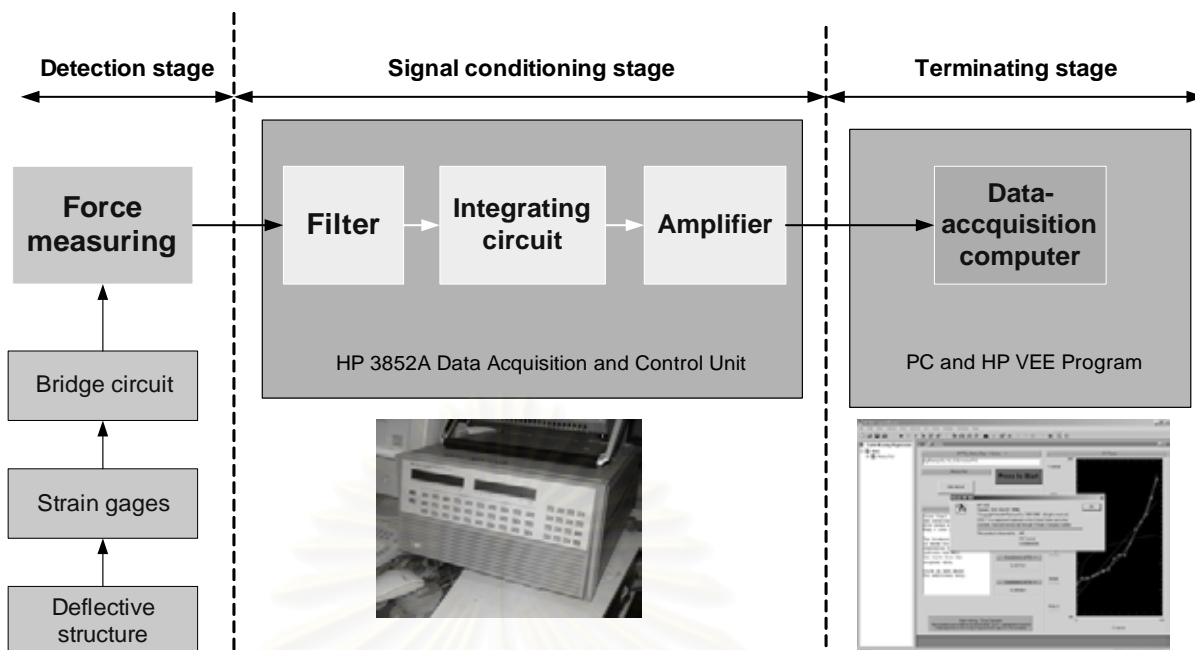 Detection stage
Signal conditioning stage
Terminating stage
Force
measuring
Filter
Integrating
circuit
Amplifier
Data-
accquisition
computer
HP 3852A Data Acquisition and Control Unit
PC and HP VEE Program
Bridge circuit
Strain gages
Deflective
structure
Press to Start